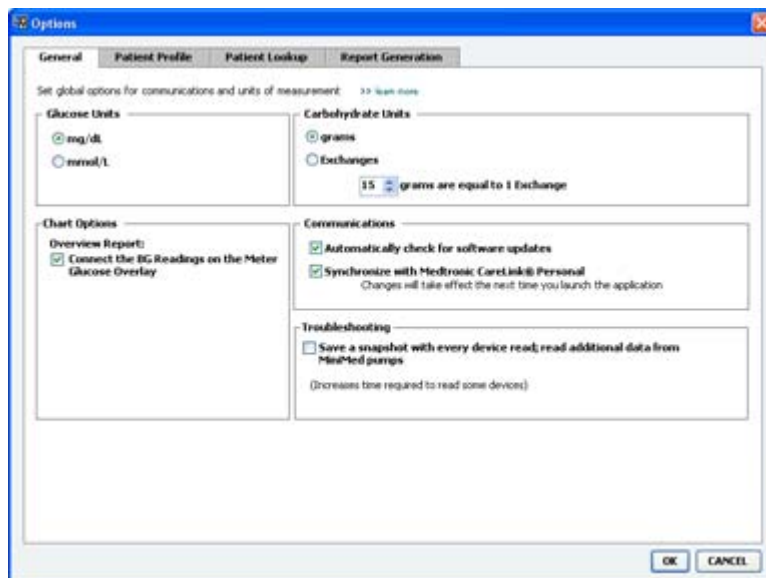 Options
General
Patient Profile
Patient Lookup
Report Generation
Set global options for communications and units of measurement >> learn more
Glucose Units
mg/dL
mmol/L
Carbohydrate Units
grams
Exchanges
15 grams are equal to 1 Exchange
Chart Options
Overview Report:
Connect the BG Readings on the Meter
Glucose Overlay
Communications
Automatically check for software updates
Synchronize with Medtronic CareLink® Personal
Changes will take effect the next time you launch the application
Troubleshooting
Save a snapshot with every device read; read additional data from
MiniMed pumps
(Increases time required to read some devices)
OK
CANCEL